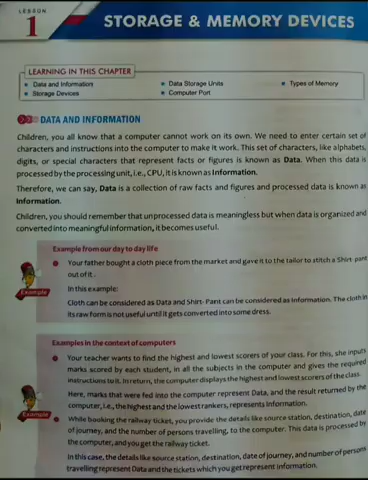 LESSON
1
STORAGE & MEMORY DEVICES
LEARNING IN THIS CHAPTER
Data and Information
Data Storage Units
Types of Memory
Storage Devices
Computer Port
DATA AND INFORMATION
Children, you all know that a computer cannot work on its own. We need to enter certain set of
characters and instructions into the computer to make it work. This set of characters, like alphabets,
digits, or special characters that represent facts or figures is known as Data. When this data is
processed by the processing unit, i.e., CPU, it is known as Information.
Therefore, we can say, Data is a collection of raw facts and figures and processed data is known as
Information.
Children, you should remember that unprocessed data is meaningless but when data is organized and
converted into meaningful information, it becomes useful.
Example from our day to day life
Your father bought a cloth piece from the market and gave it to the tailor to stitch a Shirt-pant
out of it.
In this example:
Example
Cloth can be considered as Data and Shirt-Pant can be considered as Information. The cloth in
its raw form is not useful until it gets converted into some dress.
Examples in the context of computers
Your teacher wants to find the highest and lowest scorers of your class. For this, she inputs
marks scored by each student, in all the subjects in the computer and gives the required
instructions to it. In return, the computer displays the highest and lowest scorers of the class.
Here, marks that were fed into the computer represent Data, and the result returned by the
computer, i.e., the highest and the lowest rankers, represents Information.
Example
While booking the railway ticket, you provide the details like source station, destination, date
of journey, and the number of persons travelling, to the computer. This data is processed by
the computer, and you get the railway ticket.
In this case, the details like source station, destination, date of journey, and number of persons
travelling represent Data and the tickets which you get represent Information.